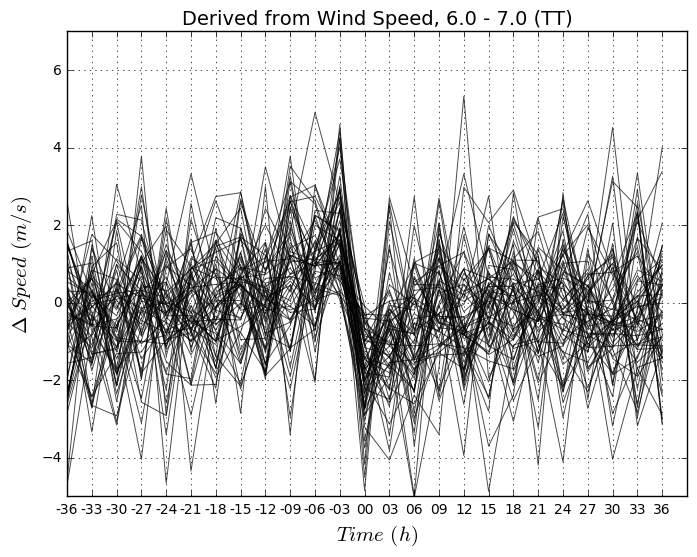 Derived from Wind Speed, 6.0 - 7.0 (TT)
6
4
2
0
−2
−4
Δ Speed (m/s)
-36 -33 -30 -27 -24 -21 -18 -15 -12 -09 -06 -03 00 03 06 09 12 15 18 21 24 27 30 33 36
Time (h)